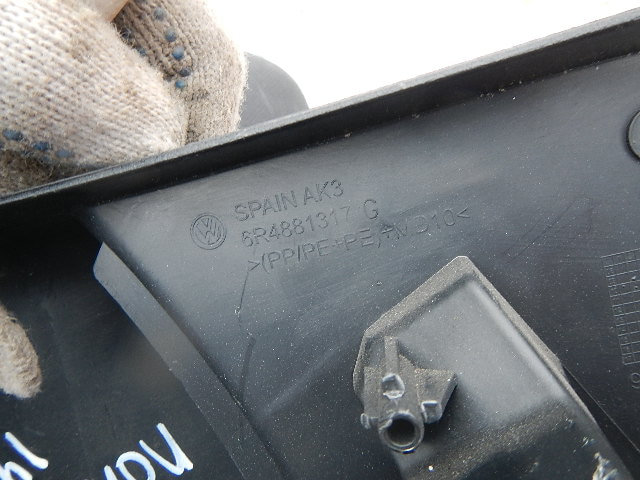 SPAIN AK3
6R4881317 G
>(PP/PE+PE)+MD10<